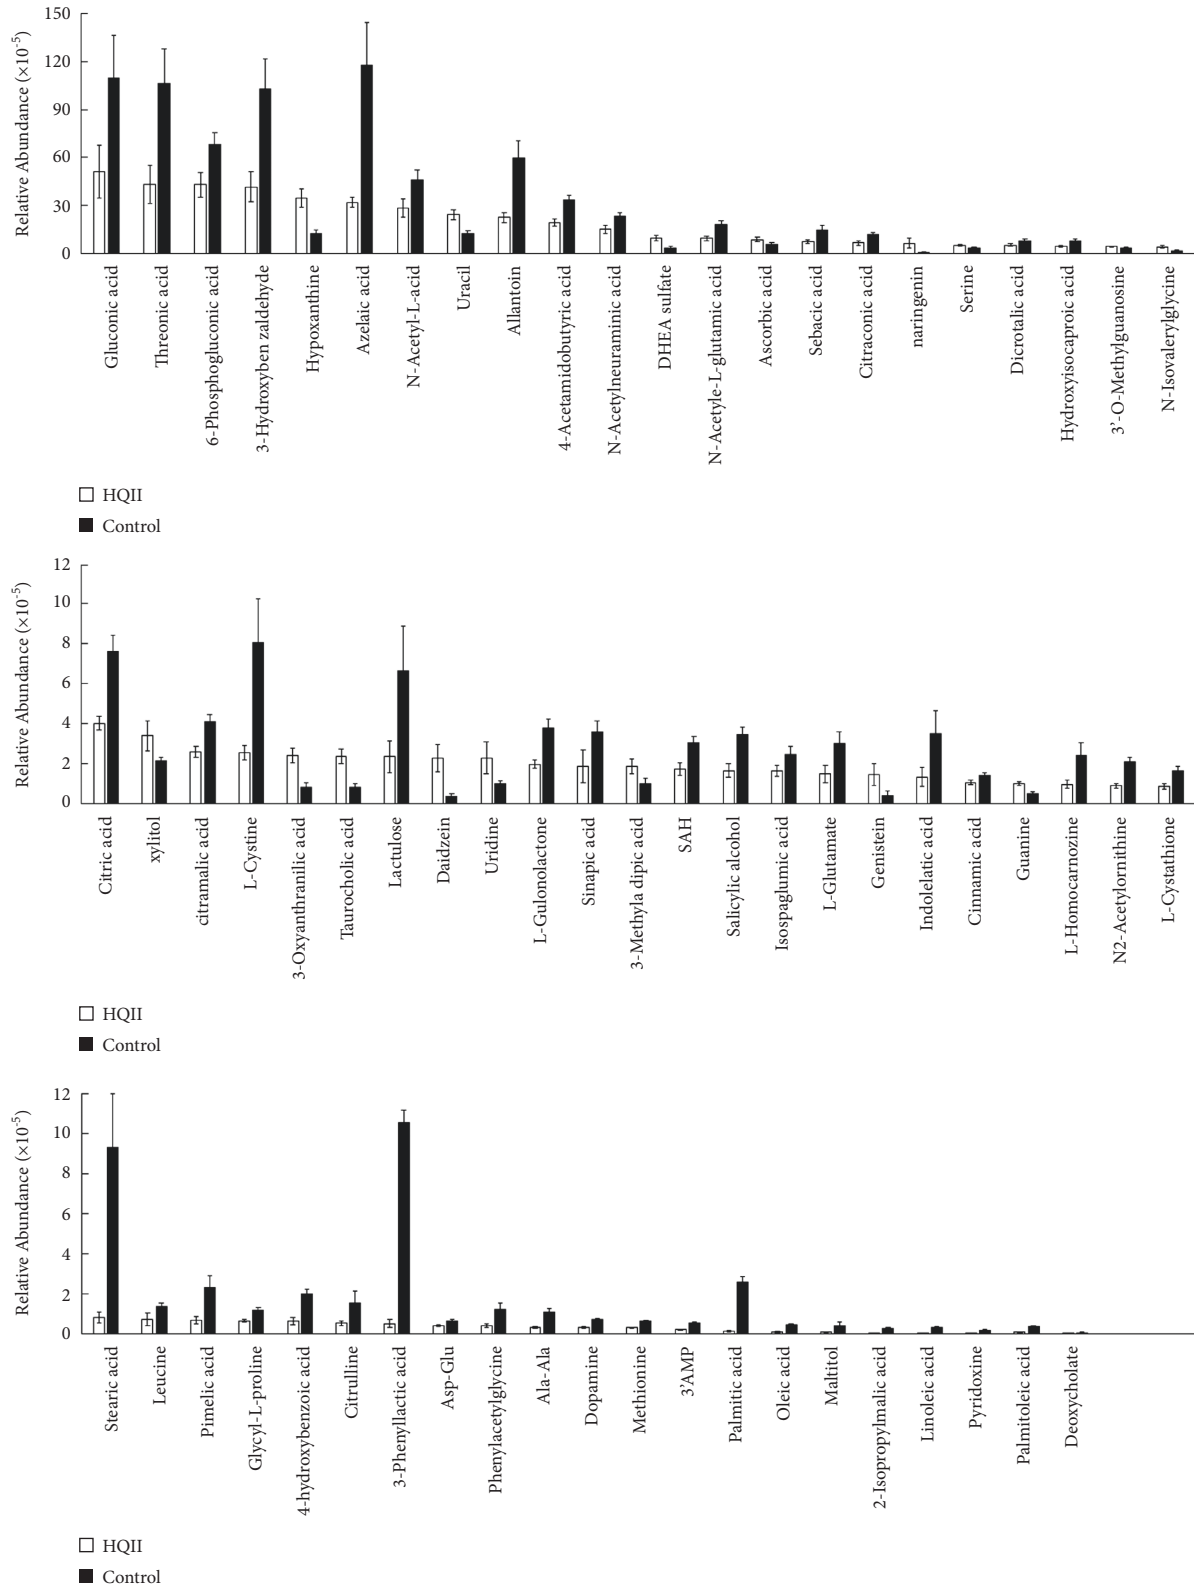 Relative Abundance (×10⁻⁵)
150
120
90
60
30
0
Gluconic acid
Threonic acid
6-Phosphogluconic acid
3-Hydroxyben zaldehyde
Hypoxanthine
Azelaic acid
N-Acetyl-L-acid
Uracil
Allantoin
4-Acetamidobutyric acid
N-Acetylneuraminic acid
DHEA sulfate
N-Acetyle-L-glutamic acid
Ascorbic acid
Sebacic acid
Citraconic acid
naringenin
Serine
Dicrotalic acid
Hydroxyisocaproic acid
3'-O-Methylguanosine
N-Isovalerylglycine
HQII
Control
Relative Abundance (×10⁻⁵)
12
10
8
6
4
2
0
Citric acid
xylitol
citramalic acid
L-Cystine
3-Oxyanthranilic acid
Taurocholic acid
Lactulose
Daidzein
Uridine
L-Gulonolactone
Sinapic acid
3-Methyla dipic acid
SAH
Salicylic alcohol
Isospaglumic acid
L-Glutamate
Genistein
Indolelatic acid
Cinnamic acid
Guanine
L-Homocarnozine
N2-Acetylornithine
L-Cystathione
HQII
Control
Relative Abundance (×10⁻⁵)
12
10
8
6
4
2
0
Stearic acid
Leucine
Pimelic acid
Glycyl-L-proline
4-hydroxybenzoic acid
Citrulline
3-Phenyllactic acid
Asp-Glu
Phenylacetylglycine
Ala-Ala
Dopamine
Methionine
3'AMP
Palmitic acid
Oleic acid
Maltitol
2-Isopropylmalic acid
Linoleic acid
Pyridoxine
Palmitoleic acid
Deoxycholate
HQII
Control